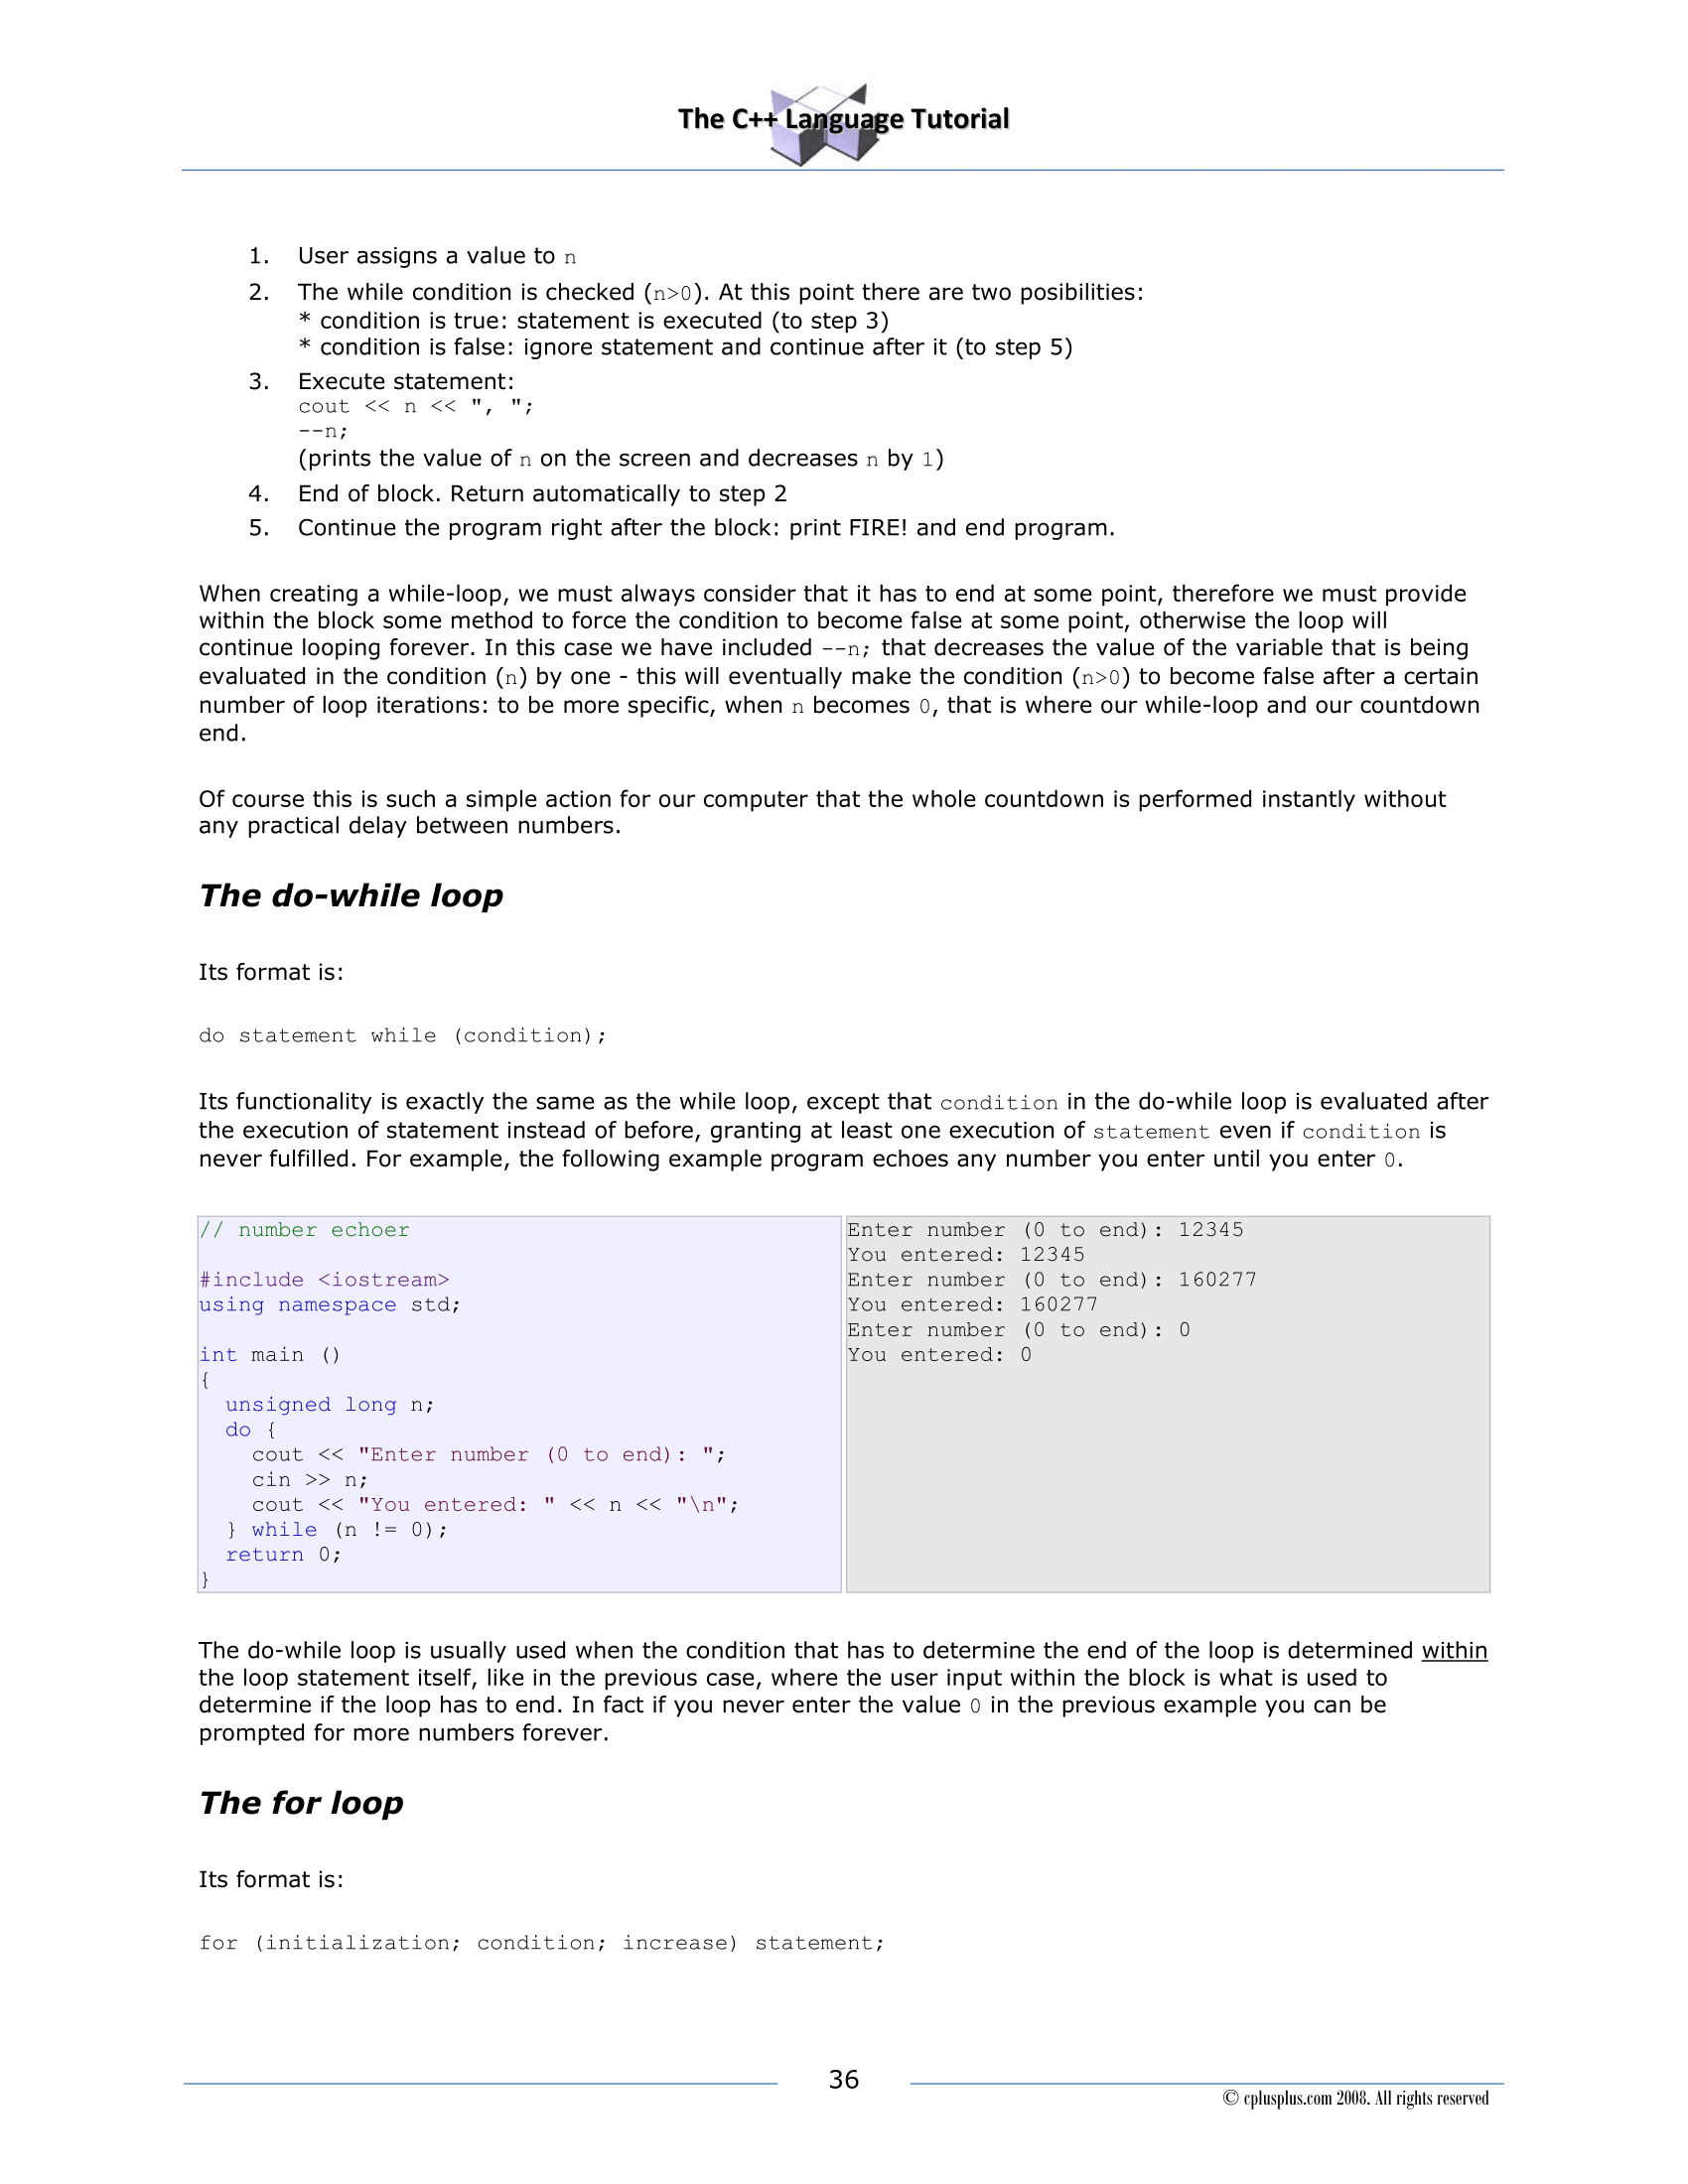 The C++ Language Tutorial
1. User assigns a value to n
2. The while condition is checked (n>0). At this point there are two posibilities:
* condition is true: statement is executed (to step 3)
* condition is false: ignore statement and continue after it (to step 5)
3. Execute statement:
cout << n << ", ";
--n;
(prints the value of n on the screen and decreases n by 1)
4. End of block. Return automatically to step 2
5. Continue the program right after the block: print FIRE! and end program.
When creating a while-loop, we must always consider that it has to end at some point, therefore we must provide
within the block some method to force the condition to become false at some point, otherwise the loop will
continue looping forever. In this case we have included --n; that decreases the value of the variable that is being
evaluated in the condition (n) by one - this will eventually make the condition (n>0) to become false after a certain
number of loop iterations: to be more specific, when n becomes 0, that is where our while-loop and our countdown
end.
Of course this is such a simple action for our computer that the whole countdown is performed instantly without
any practical delay between numbers.
The do-while loop
Its format is:
do statement while (condition);
Its functionality is exactly the same as the while loop, except that condition in the do-while loop is evaluated after
the execution of statement instead of before, granting at least one execution of statement even if condition is
never fulfilled. For example, the following example program echoes any number you enter until you enter 0.
// number echoer
#include <iostream>
using namespace std;
int main ()
{
  unsigned long n;
  do {
    cout << "Enter number (0 to end): ";
    cin >> n;
    cout << "You entered: " << n << "\n";
  } while (n != 0);
  return 0;
}
Enter number (0 to end): 12345
You entered: 12345
Enter number (0 to end): 160277
You entered: 160277
Enter number (0 to end): 0
You entered: 0
The do-while loop is usually used when the condition that has to determine the end of the loop is determined within
the loop statement itself, like in the previous case, where the user input within the block is what is used to
determine if the loop has to end. In fact if you never enter the value 0 in the previous example you can be
prompted for more numbers forever.
The for loop
Its format is:
for (initialization; condition; increase) statement;
36
© cplusplus.com 2008. All rights reserved